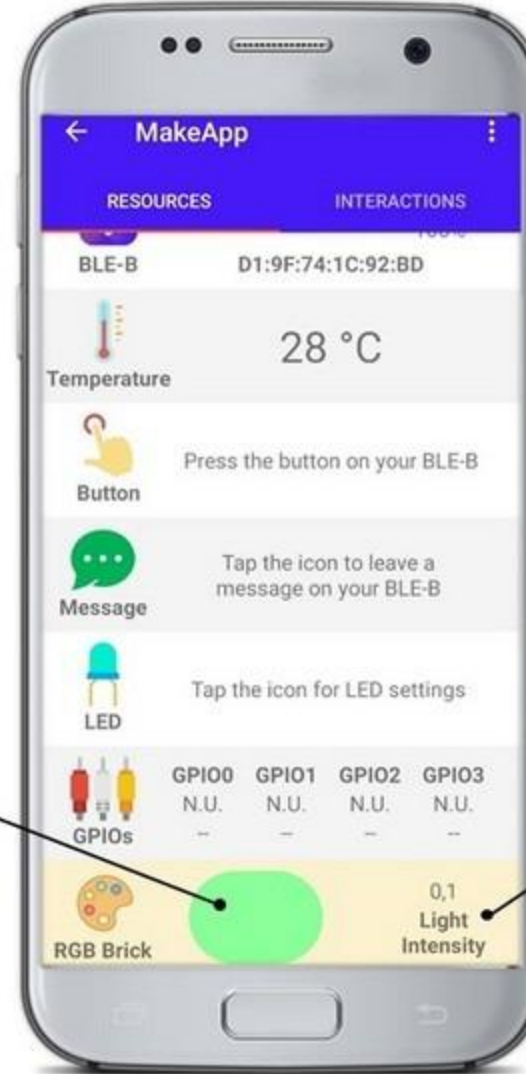 MakeApp
RESOURCES INTERACTIONS
BLE-B D1:9F:74:1C:92:BD
Temperature 28 °C
Button Press the button on your BLE-B
Message Tap the icon to leave a
message on your BLE-B
LED Tap the icon for LED settings
GPIO0 GPIO1 GPIO2 GPIO3
N.U. N.U. N.U. N.U.
-- -- -- --
GPIOs
RGB Brick
0,1
Light
Intensity